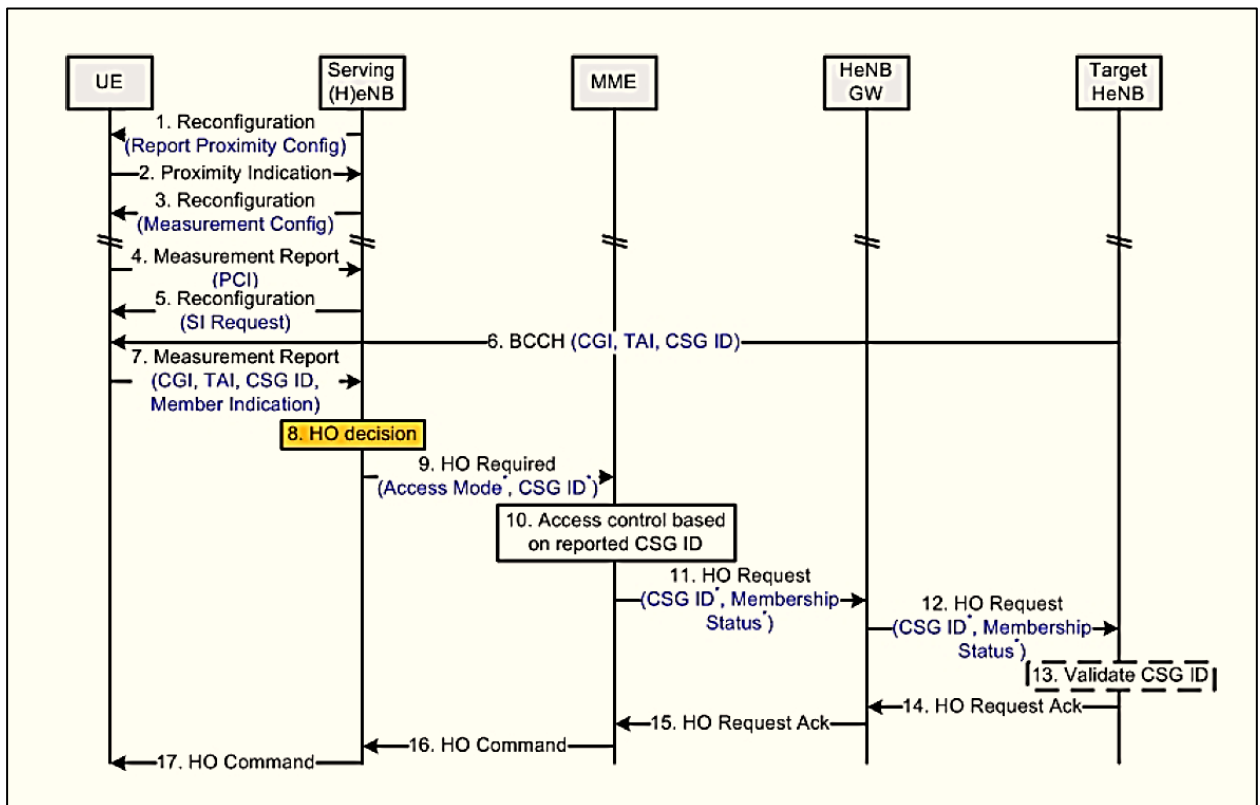 UE
Serving
(H)eNB
MME
HeNB
GW
Target
HeNB
1. Reconfiguration
(Report Proximity Config)
2. Proximity Indication
3. Reconfiguration
(Measurement Config)
4. Measurement Report
(PCI)
5. Reconfiguration
(SI Request)
6. BCCH (CGI, TAI, CSG ID)
7. Measurement Report
(CGI, TAI, CSG ID,
Member Indication)
8. HO decision
9. HO Required
(Access Mode*, CSG ID*)
10. Access control based
on reported CSG ID
11. HO Request
(CSG ID*, Membership
Status*)
12. HO Request
(CSG ID*, Membership
Status*)
13. Validate CSG ID
14. HO Request Ack
15. HO Request Ack
16. HO Command
17. HO Command